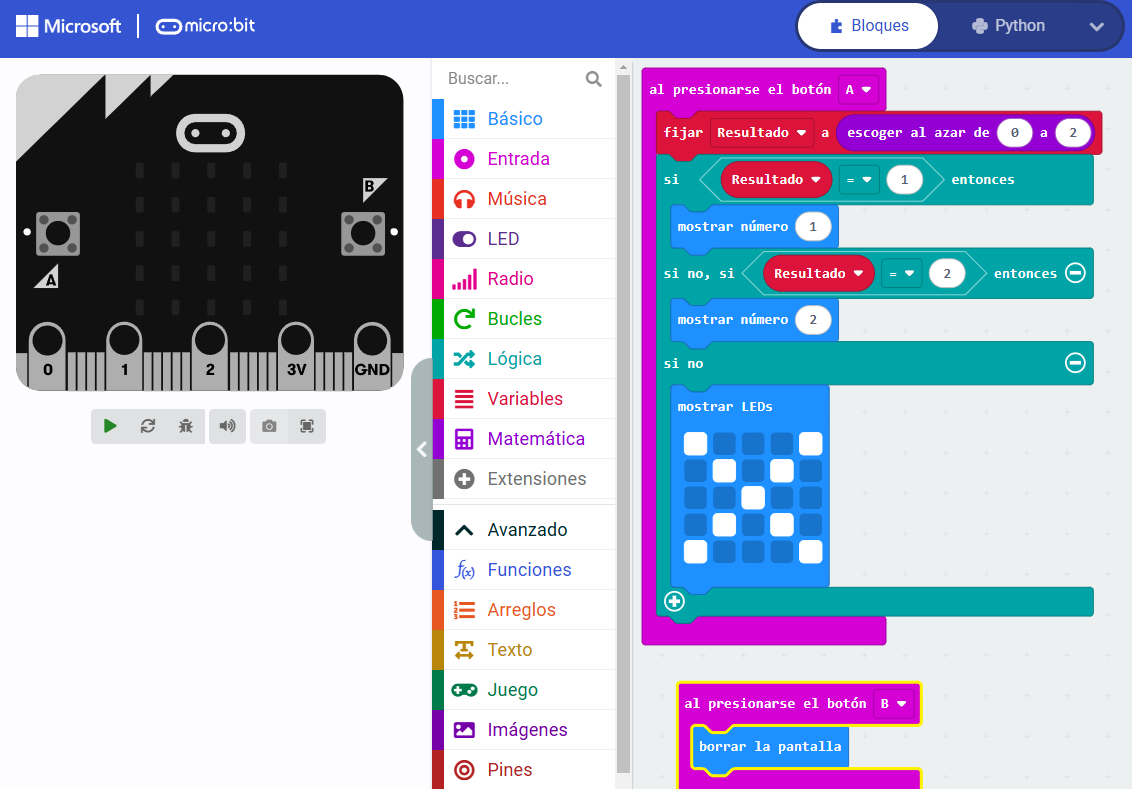 Microsoft micro:bit
Bloques Python
B
A
0 1 2 3V GND
Buscar...
Básico
Entrada
Música
LED
Radio
Bucles
Lógica
Variables
Matemática
Extensiones
Avanzado
f(x) Funciones
Arreglos
Texto
Juego
Imágenes
Pines
al presionarse el botón A
fijar Resultado a escoger al azar de 0 a 2
si Resultado = 1 entonces
mostrar número 1
si no, si Resultado = 2 entonces
mostrar número 2
si no
mostrar LEDs
al presionarse el botón B
borrar la pantalla